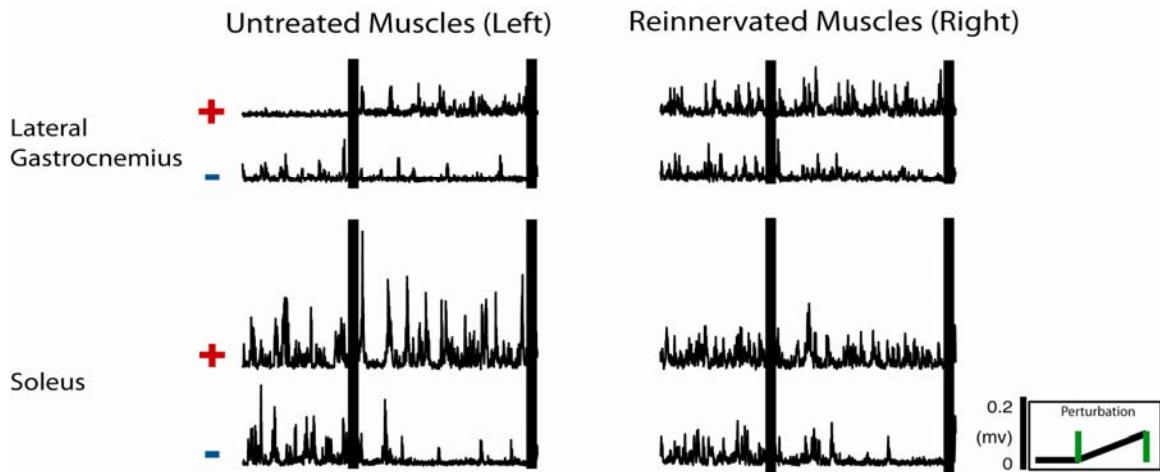 Untreated Muscles (Left)
Reinnervated Muscles (Right)
+
Lateral
Gastrocnemius
-
+
Soleus
-
0.2
(mv)
0
Perturbation